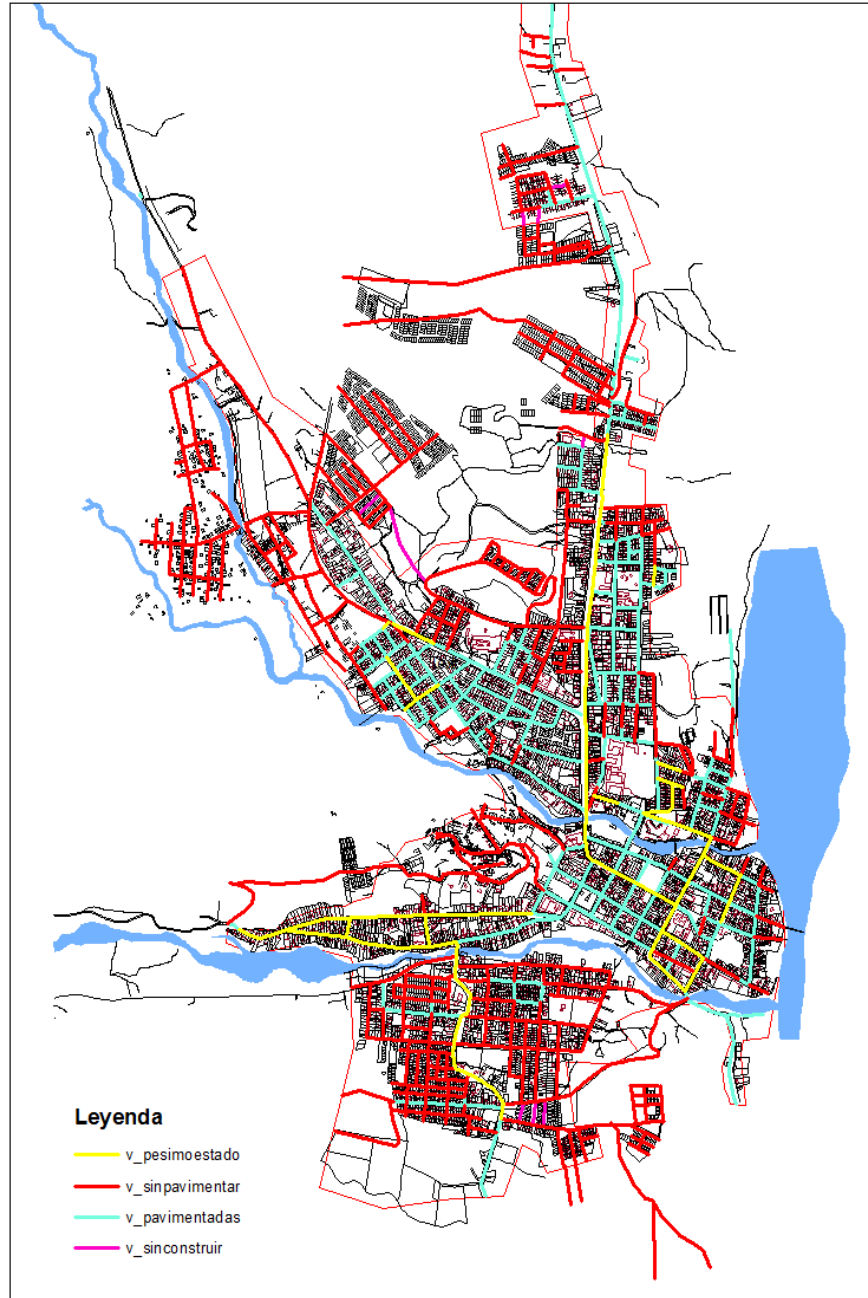 Leyenda
v_pesimoestado
v_sinpavimentar
v_pavimentadas
v_sinconstruir